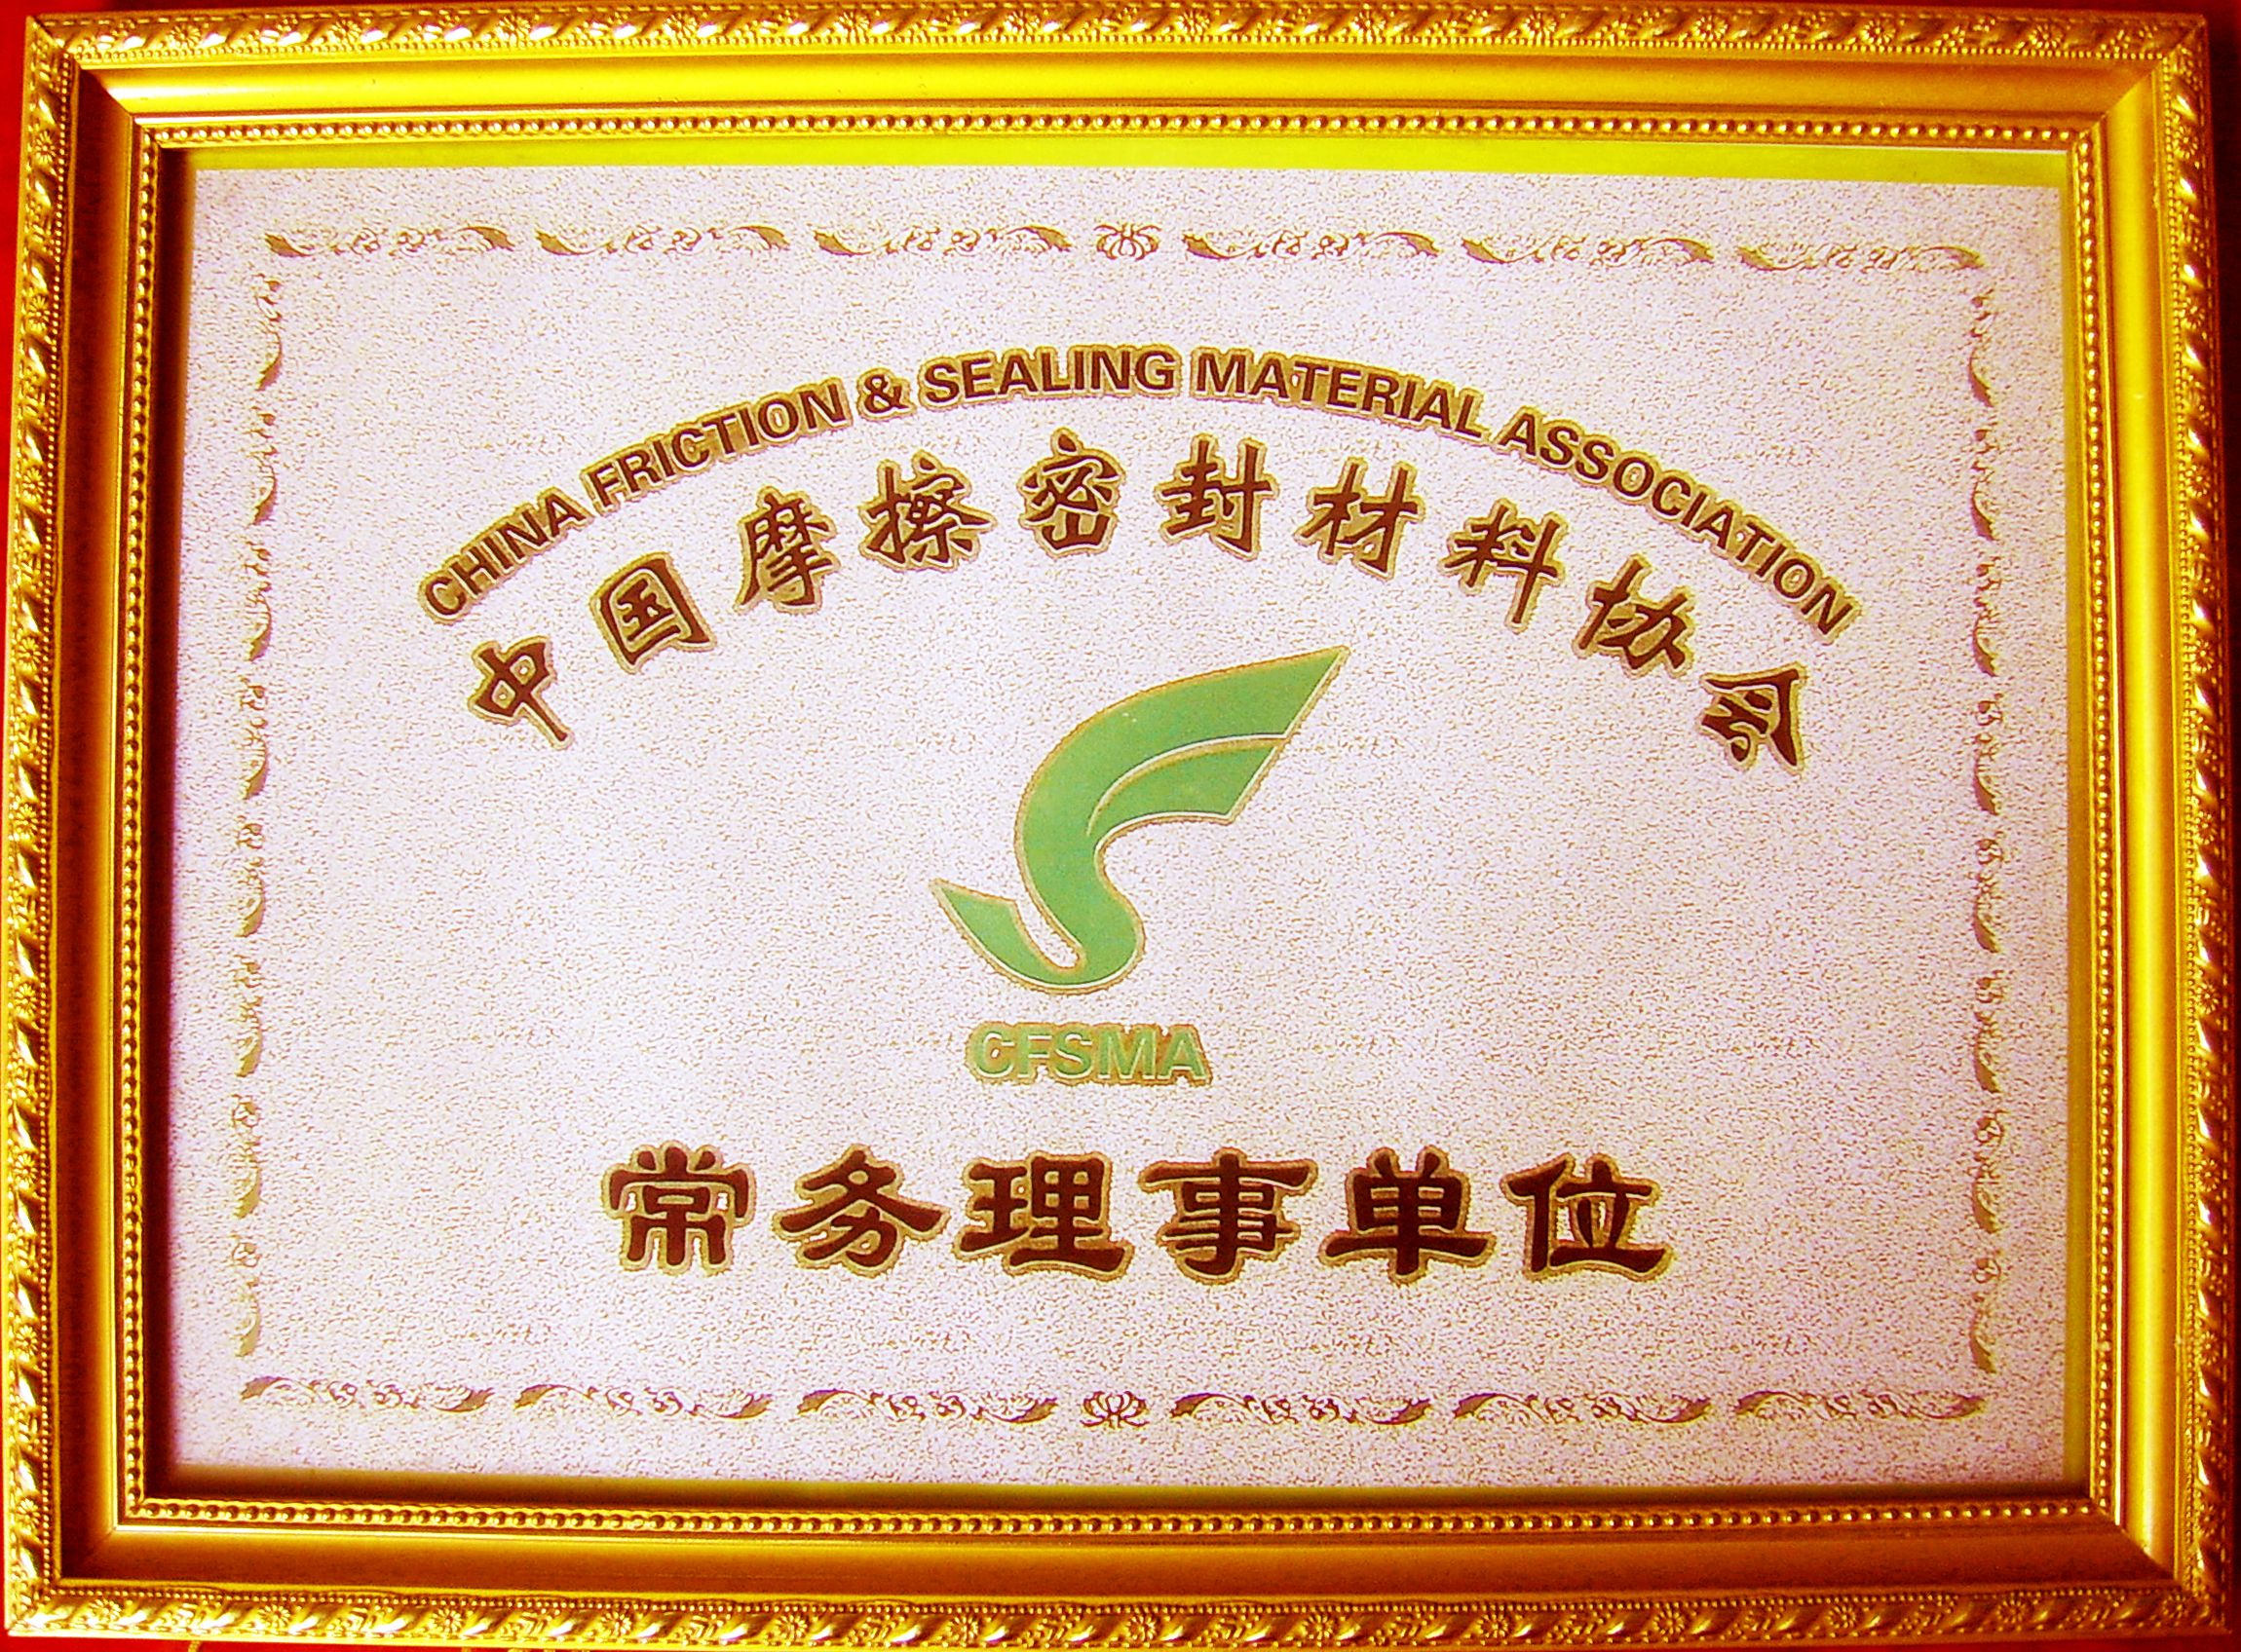 CHINA FRICTION & SEALING MATERIAL ASSOCIATION
中国摩擦密封材料协会
CFSMA
常务理事单位